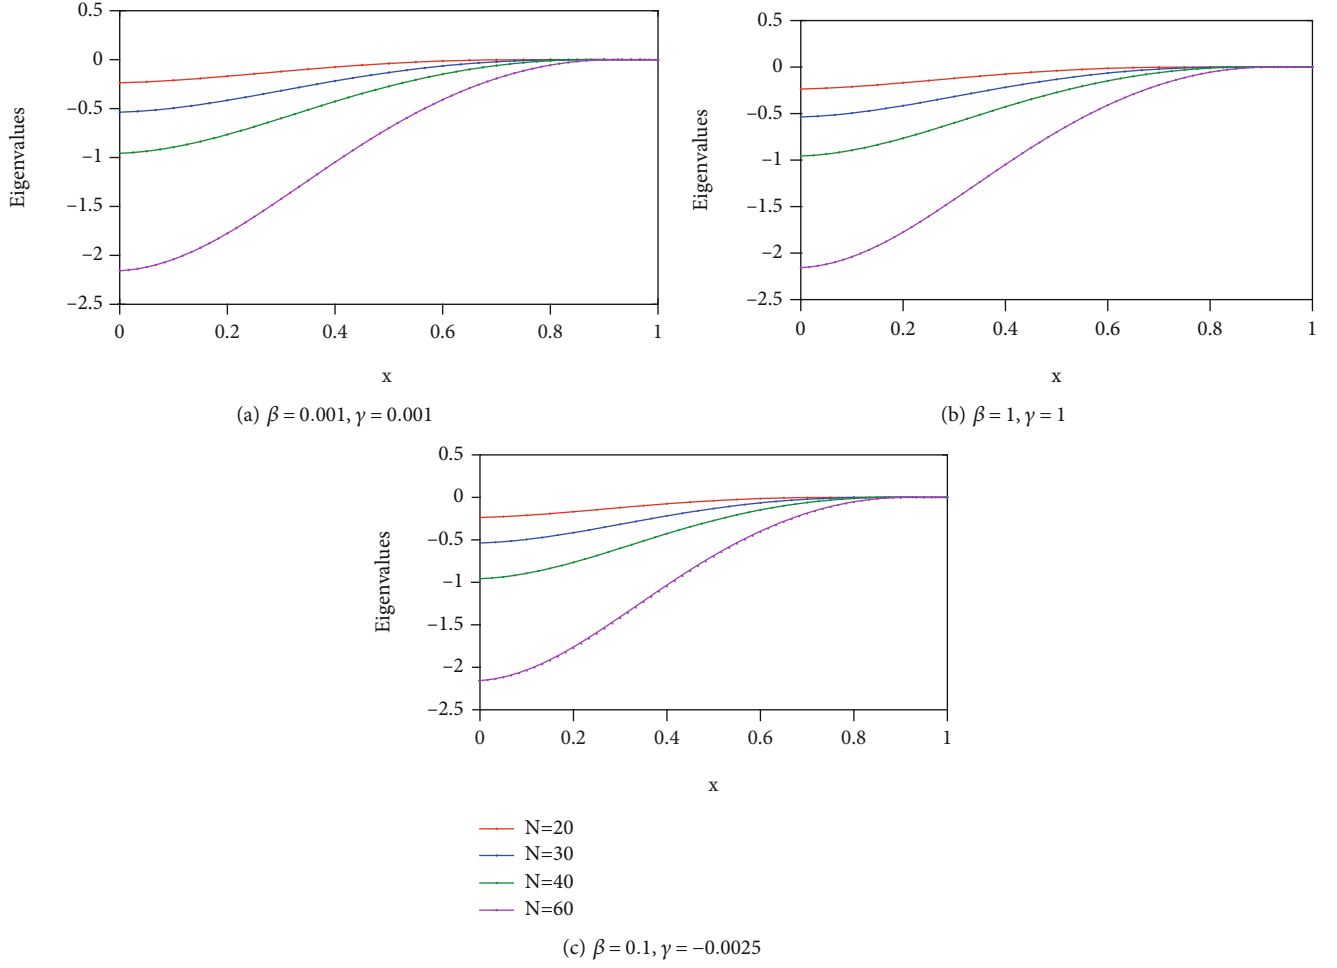 0.5
0
−0.5
−1
−1.5
−2
−2.5
Eigenvalues
0 0.2 0.4 0.6 0.8 1
x
(a) β = 0.001, γ = 0.001
0.5
0
−0.5
−1
−1.5
−2
−2.5
Eigenvalues
0 0.2 0.4 0.6 0.8 1
x
(b) β = 1, γ = 1
0.5
0
−0.5
−1
−1.5
−2
−2.5
Eigenvalues
0 0.2 0.4 0.6 0.8 1
x
N=20
N=30
N=40
N=60
(c) β = 0.1, γ = −0.0025